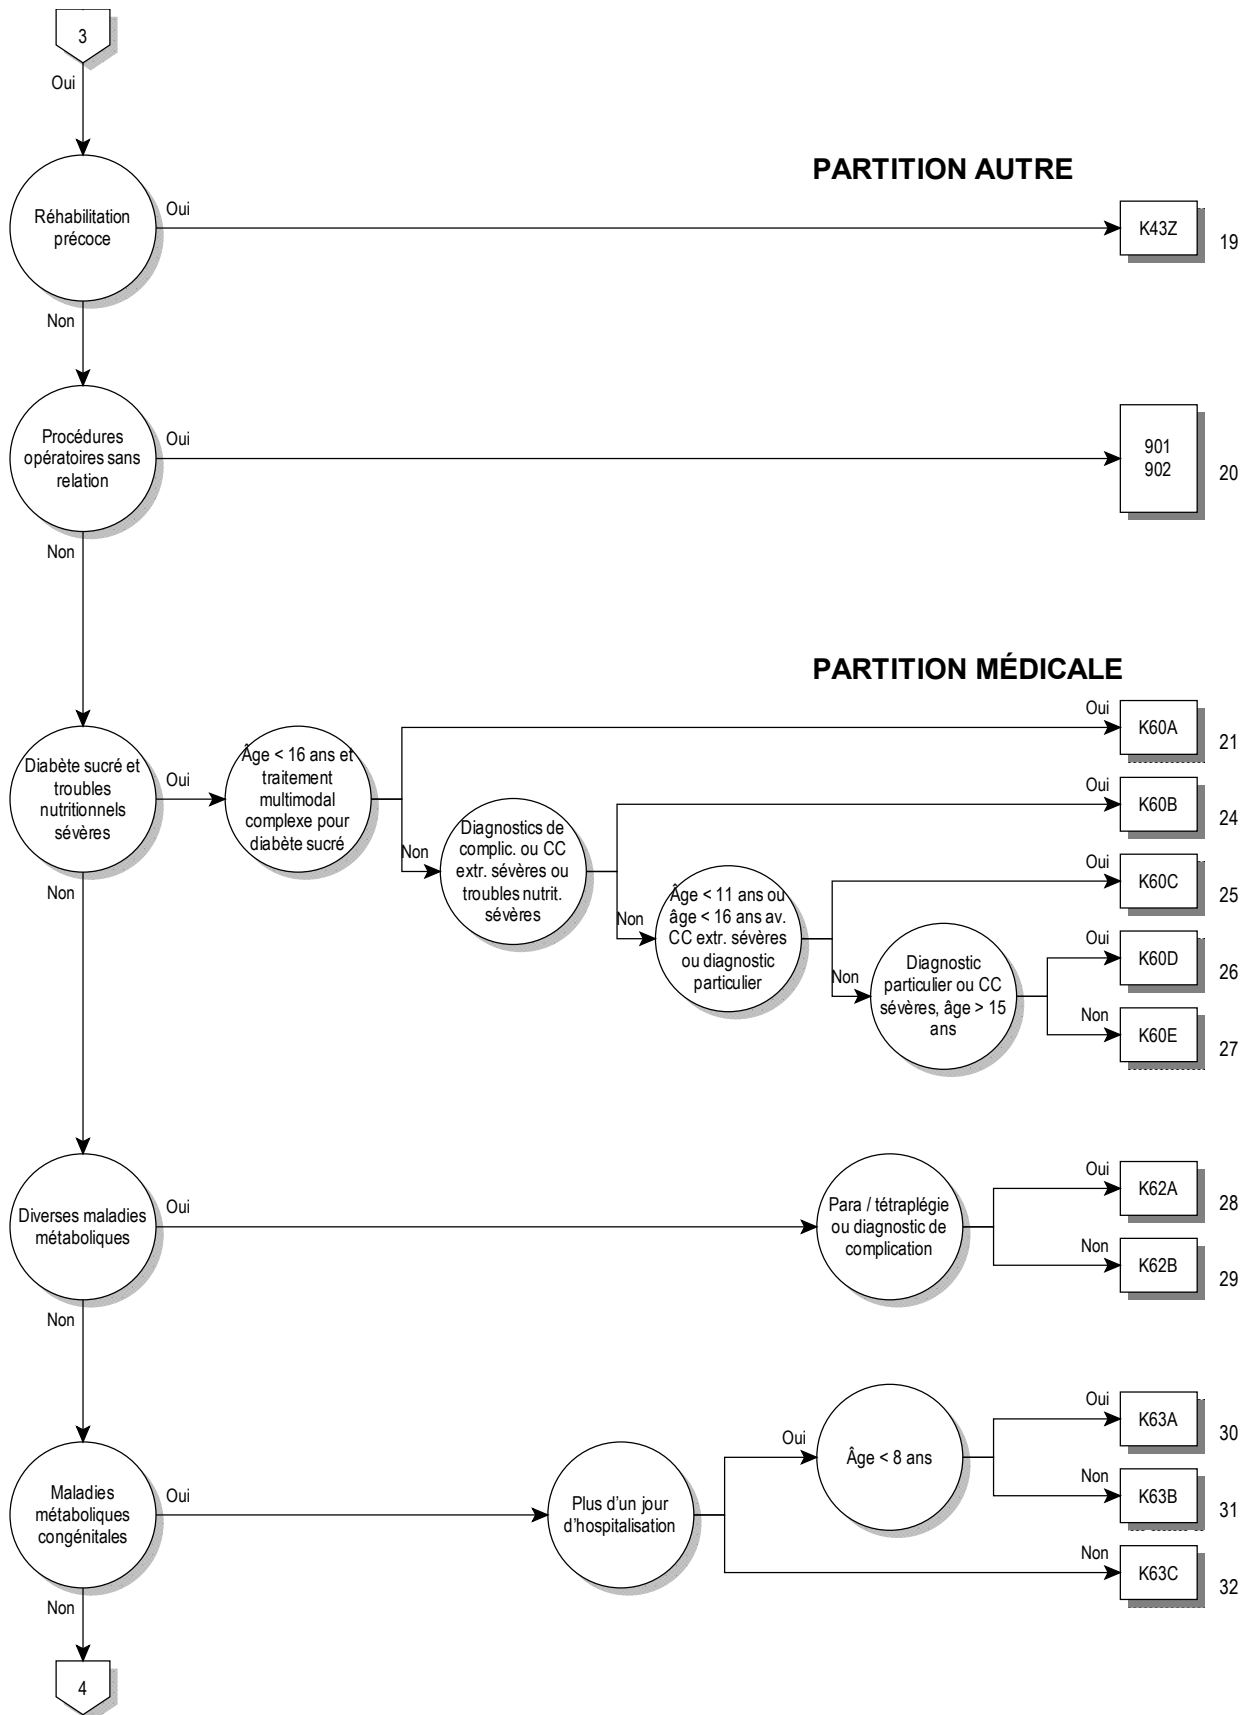 3
Oui
PARTITION AUTRE
Réhabilitation
précoce
Oui
K43Z
19
Non
Procédures
opératoires sans
relation
Oui
901
902
20
Non
PARTITION MÉDICALE
Diabète sucré et
troubles
nutritionnels
sévères
Oui
Âge < 16 ans et
traitement
multimodal
complexe pour
diabète sucré
Oui
K60A
21
Non
Diagnostics de
complic. ou CC
extr. sévères ou
troubles nutrit.
sévères
Oui
K60B
24
Non
Âge < 11 ans ou
âge < 16 ans av.
CC extr. sévères
ou diagnostic
particulier
Oui
K60C
25
Non
Diagnostic
particulier ou CC
sévères, âge > 15
ans
Oui
K60D
26
Non
K60E
27
Non
Diverses maladies
métaboliques
Oui
Para / tétraplégie
ou diagnostic de
complication
Oui
K62A
28
Non
K62B
29
Non
Maladies
métaboliques
congénitales
Oui
Plus d’un jour
d’hospitalisation
Oui
Âge < 8 ans
Oui
K63A
30
Non
K63B
31
Non
K63C
32
Non
4